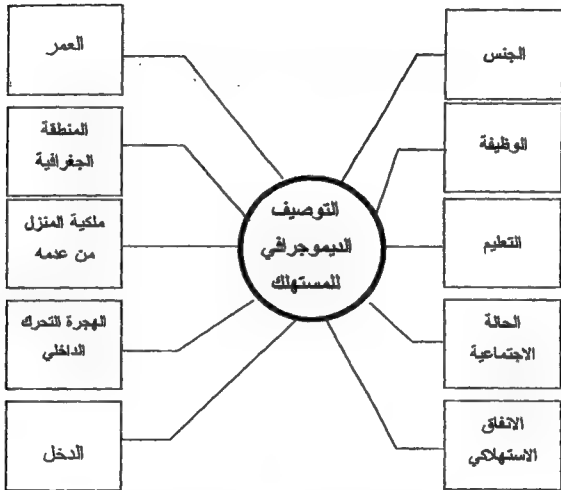 الجنس
الوظيفة
التعليم
الحالة
الاجتماعية
الانفاق
الاستهلاكي
التوصيف
الديموجرافي
للمستهلك
العمر
المنطقة
الجغرافية
ملكية المنزل
من عدمه
الهجرة التحرك
الداخلي
الدخل